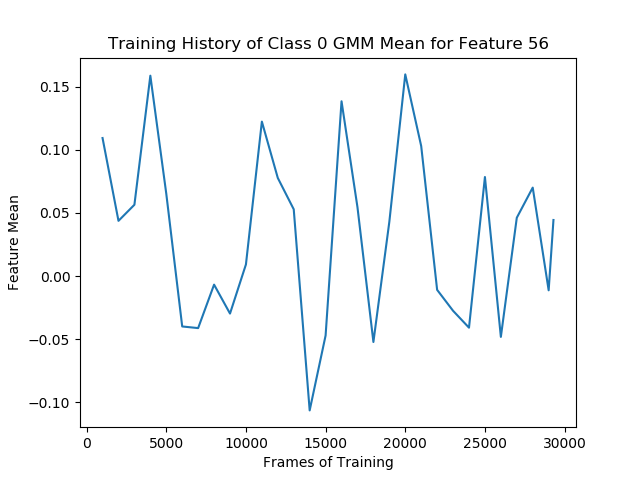 Training History of Class 0 GMM Mean for Feature 56
0.15
0.10
0.05
0.00
−0.05
−0.10
Feature Mean
0 5000 10000 15000 20000 25000 30000
Frames of Training